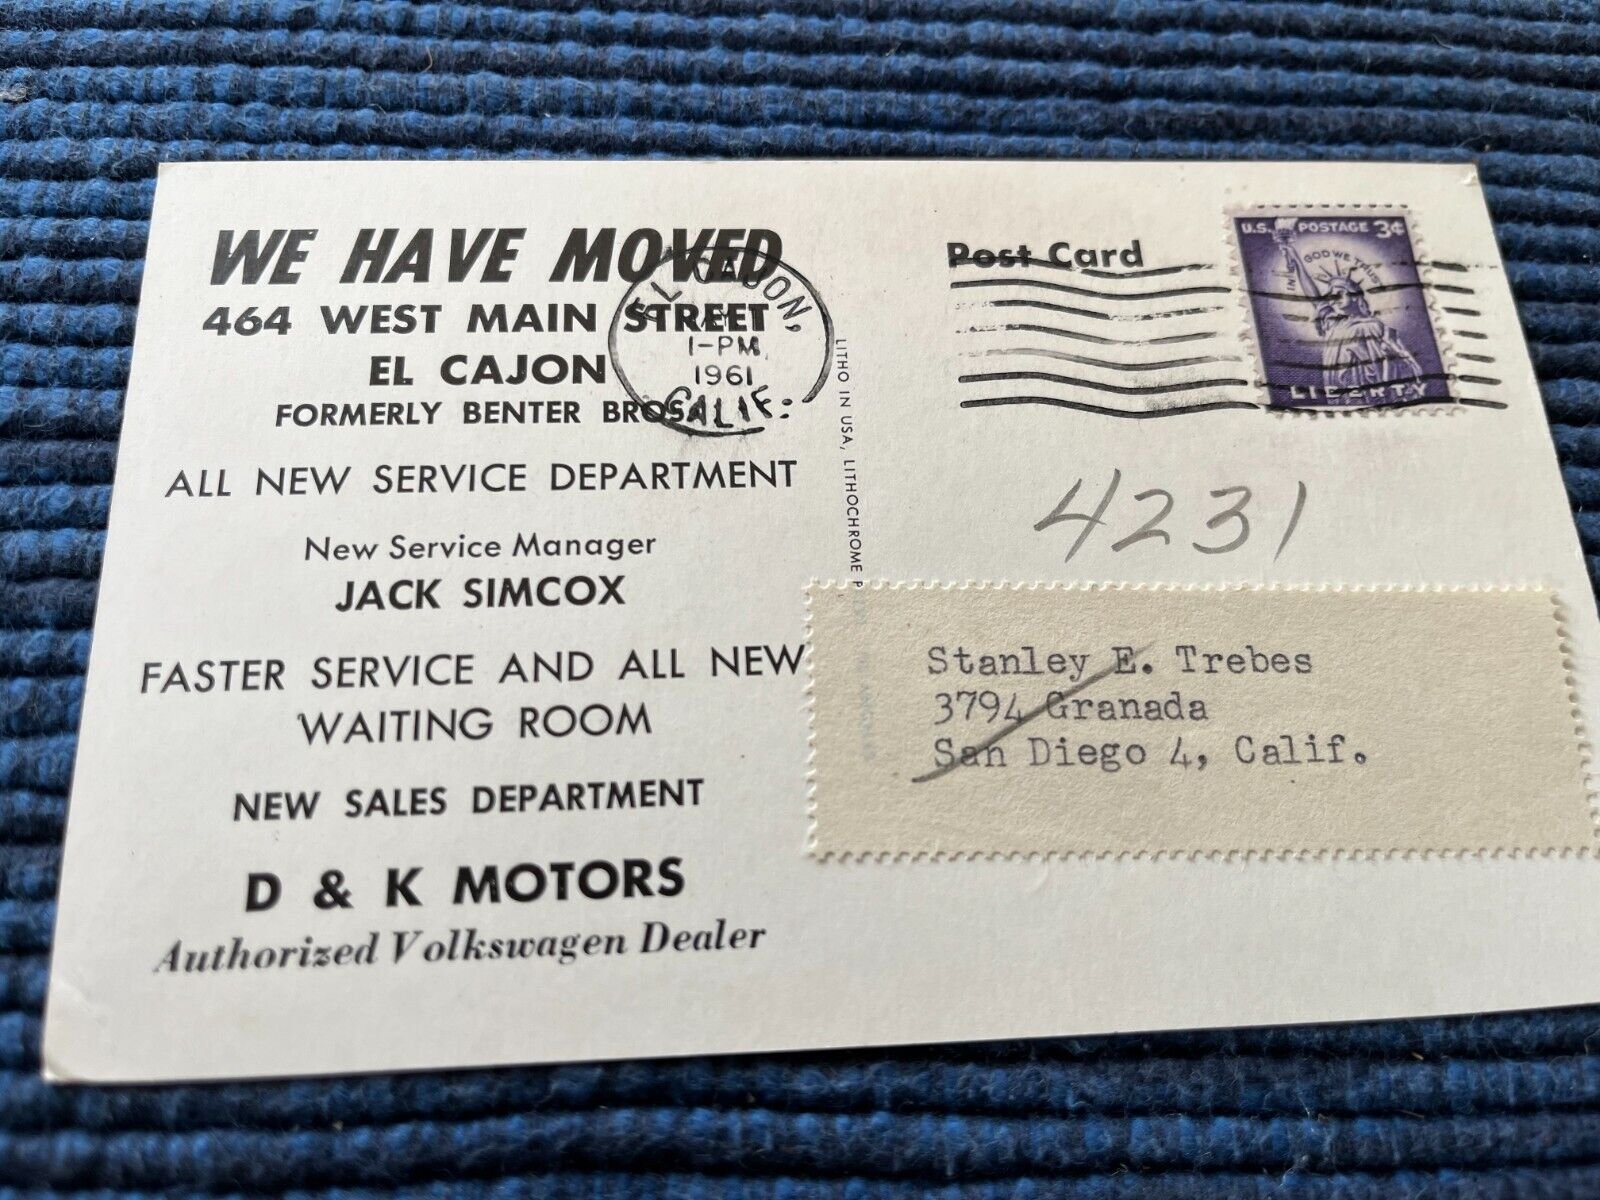 WE HAVE MOVED
464 WEST MAIN STREET
EL CAJON
FORMERLY BENTER BROS.
ALL NEW SERVICE DEPARTMENT
New Service Manager
JACK SIMCOX
FASTER SERVICE AND ALL NEW
WAITING ROOM
NEW SALES DEPARTMENT
D & K MOTORS
Authorized Volkswagen Dealer
EL CAJON,
1-PM
1961
CALIF.
LITHO IN USA, LITHOCHROME
Post Card
U.S. POSTAGE 3¢
IN GOD WE TRUST
LIBERTY
4231
Stanley E. Trebes
3794 Granada
San Diego 4, Calif.